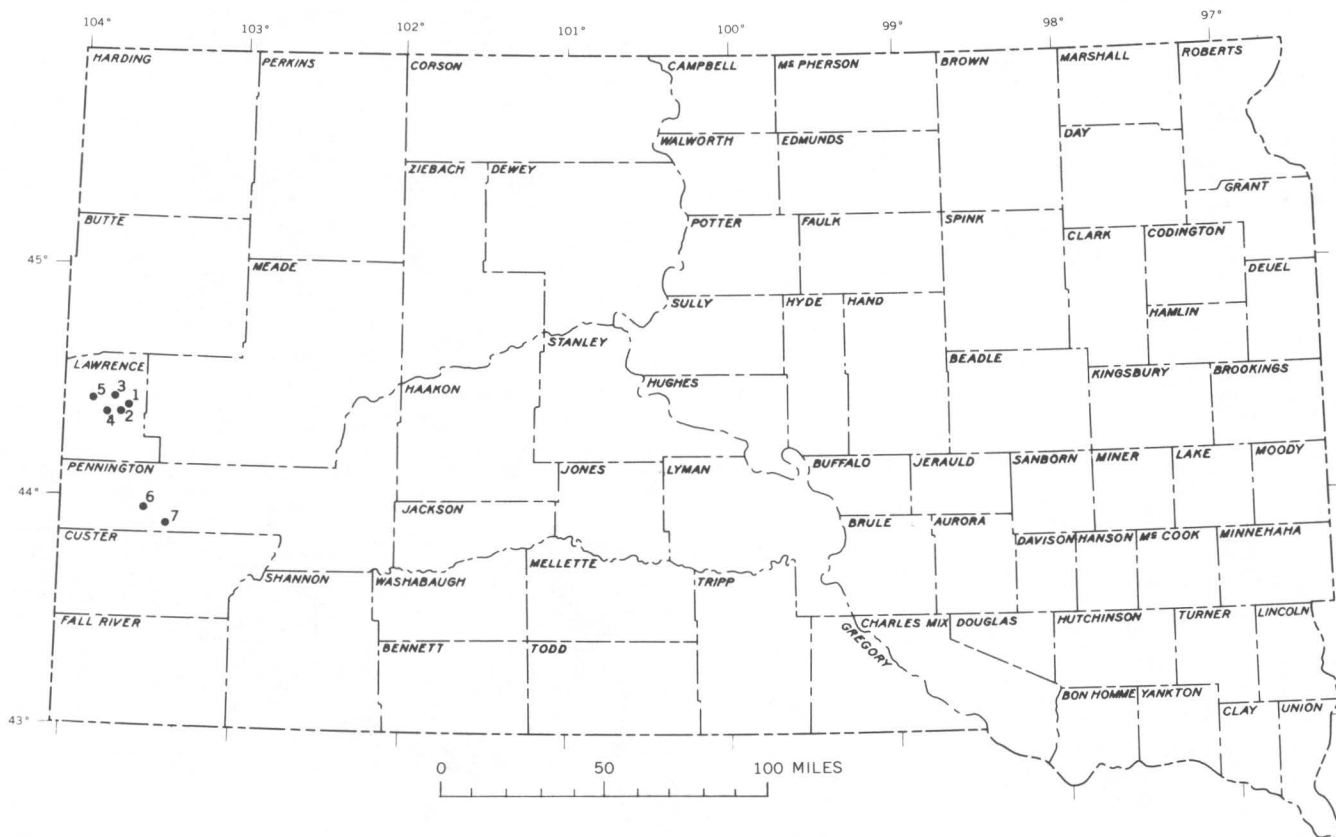 104° 103° 102° 101° 100° 99° 98° 97°
HARDING PERKINS CORSON CAMPBELL McPHERSON BROWN MARSHALL ROBERTS
WALWORTH EDMUNDS DAY
ZIEBACH DEWEY GRANT
BUTTE POTTER FAULK SPINK CLARK CODINGTON
45° MEADE DEUEL
SULLY HYDE HAND HAMLIN
STANLEY
LAWRENCE HAAKON HUGHES BEADLE KINGSBURY BROOKINGS
5 3 1
4 2
PENNINGTON JONES LYMAN BUFFALO JERAULD SANBORN MINER LAKE MOODY
44° 6 JACKSON
7 BRULE AURORA
CUSTER DAVISON HANSON McCOOK MINNEHAHA
SHANNON WASHABAUGH MELLETTE TRIPP
FALL RIVER GREGORY CHARLES MIX DOUGLAS HUTCHINSON TURNER LINCOLN
BENNETT TODD
43° BON HOMME YANKTON CLAY UNION
0 50 100 MILES